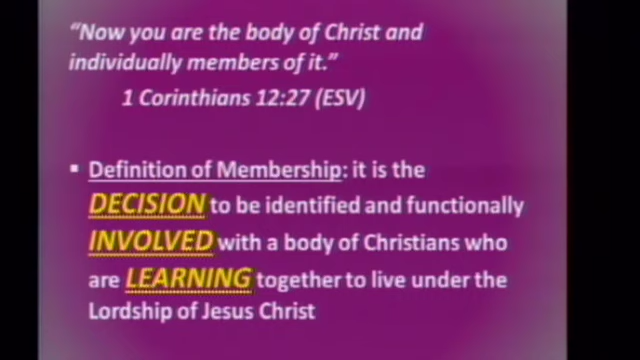 “Now you are the body of Christ and
individually members of it.”
1 Corinthians 12:27 (ESV)
▪ Definition of Membership: it is the
DECISION to be identified and functionally
INVOLVED with a body of Christians who
are LEARNING together to live under the
Lordship of Jesus Christ